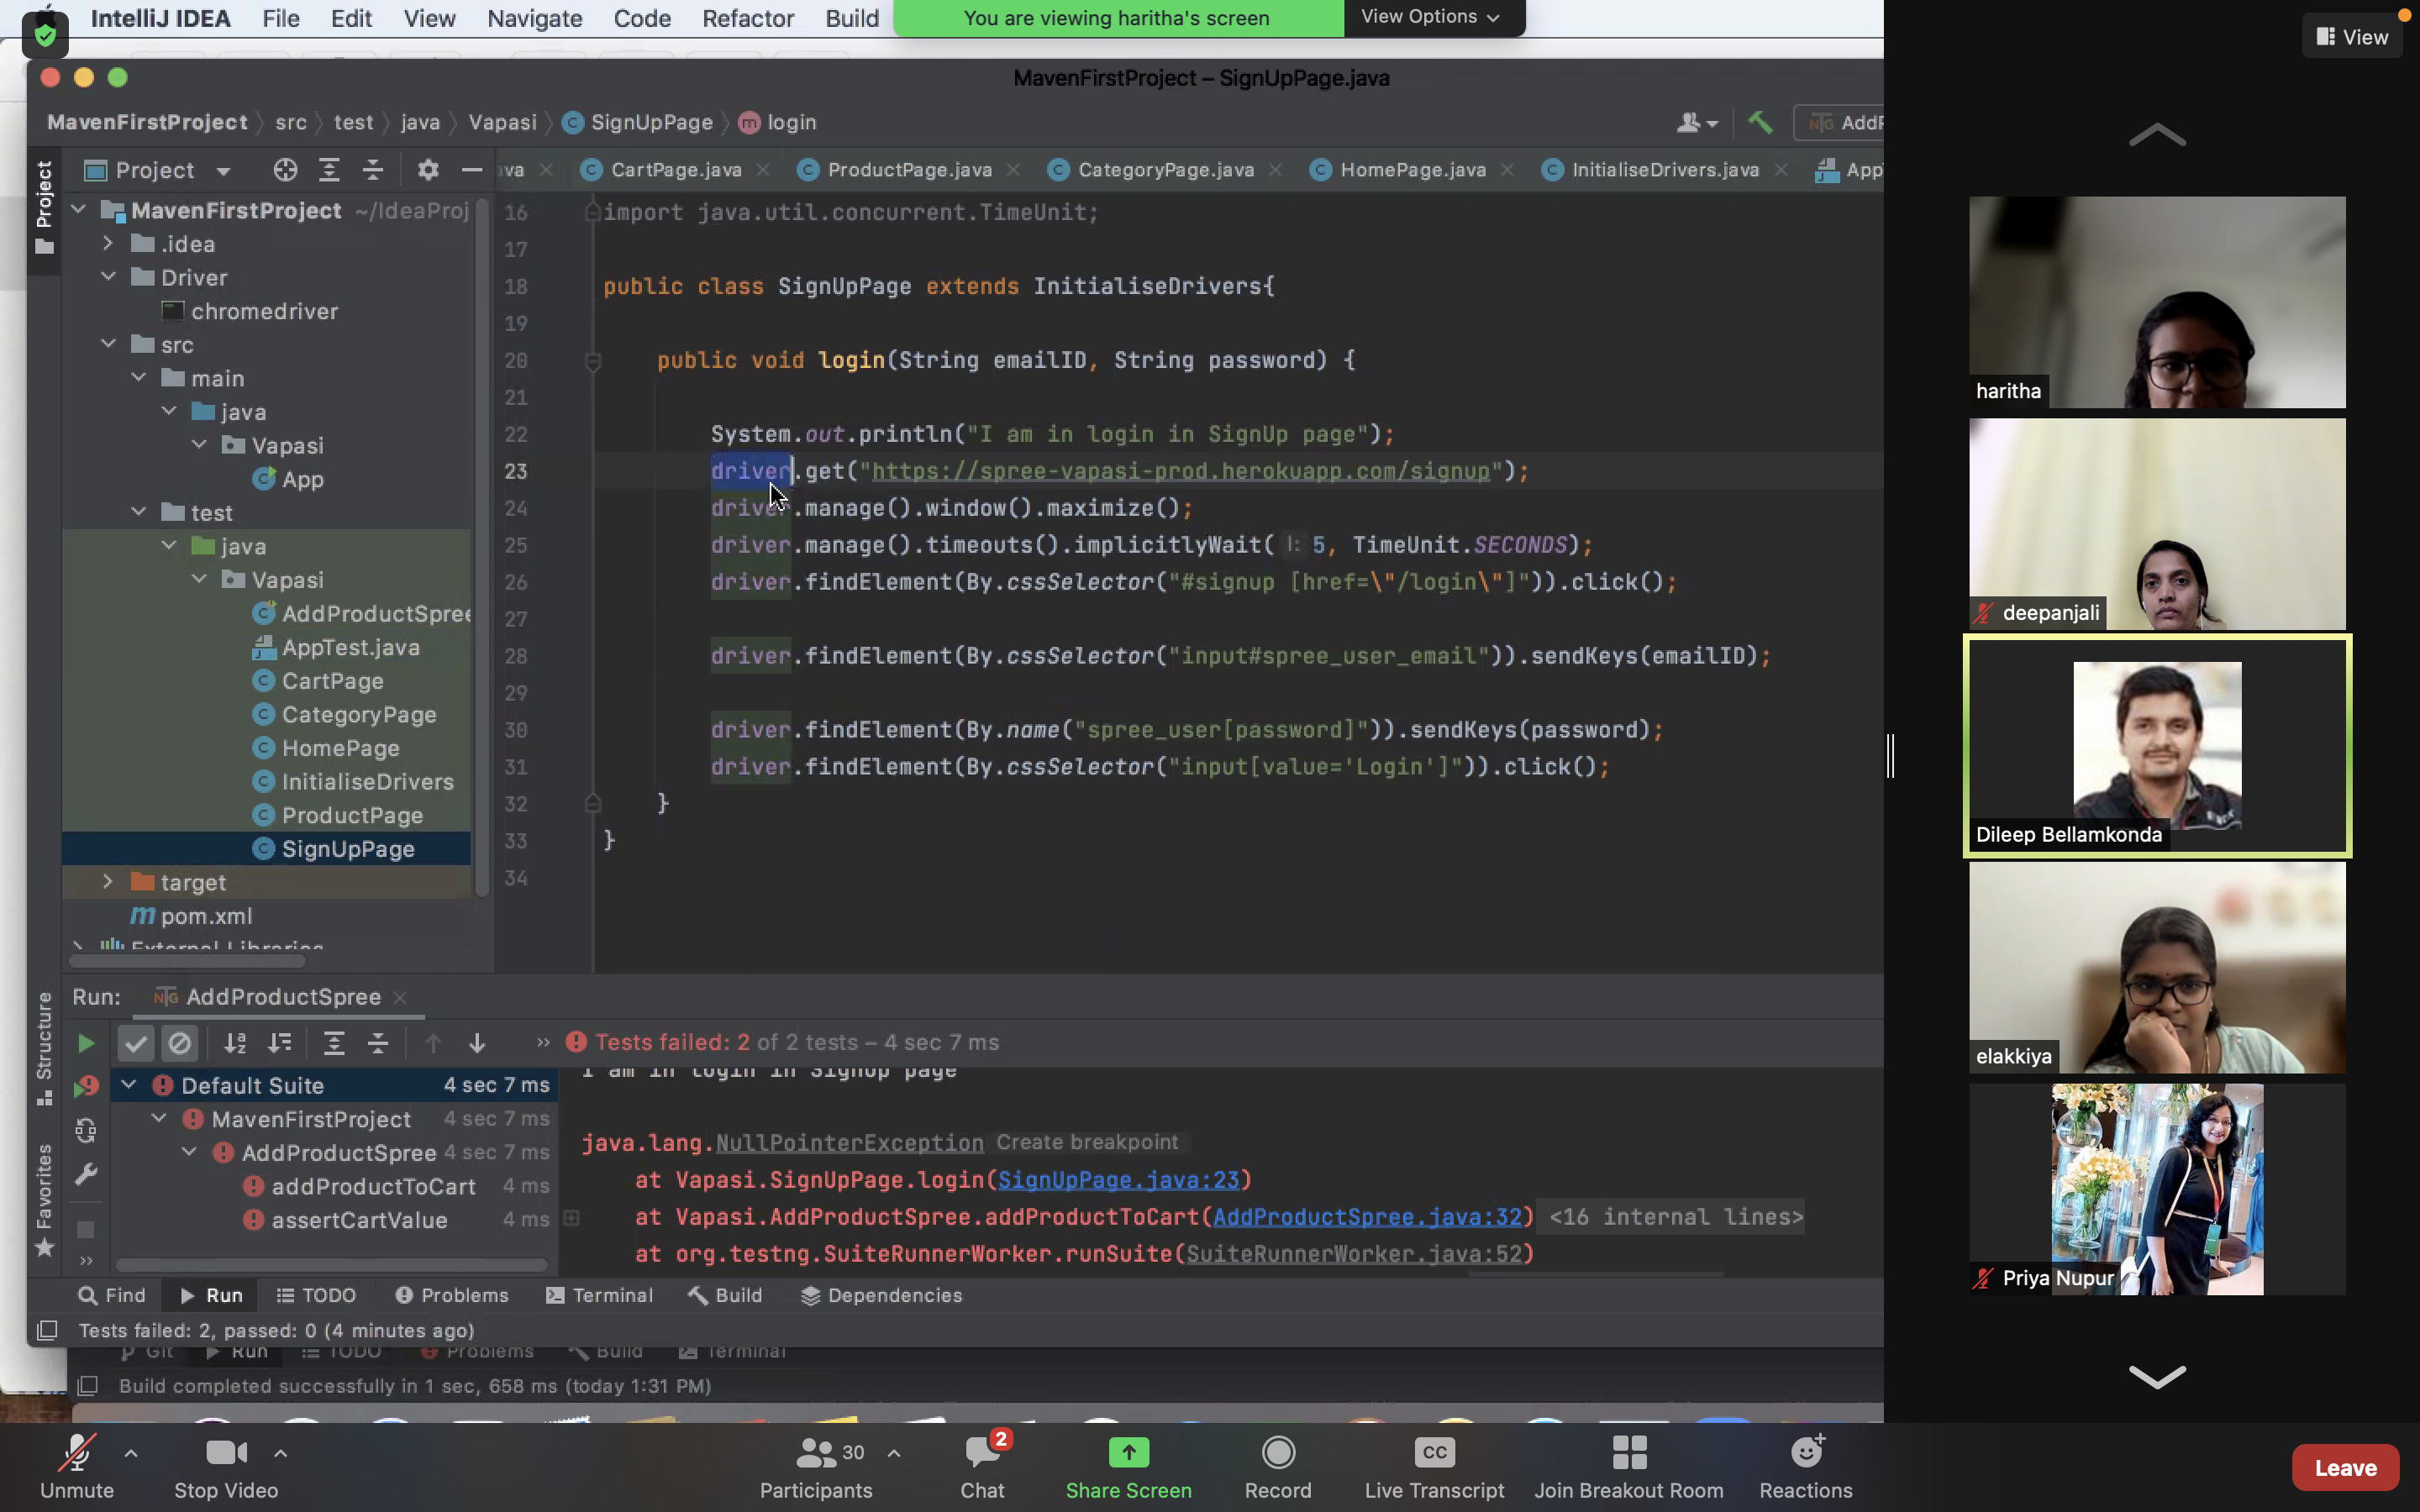 IntelliJ IDEA File Edit View Navigate Code Refactor Build
You are viewing haritha's screen View Options
View
MavenFirstProject – SignUpPage.java
MavenFirstProject src test java Vapasi SignUpPage login
Project
Project
CartPage.java ProductPage.java CategoryPage.java HomePage.java InitialiseDrivers.java
MavenFirstProject ~/IdeaProj
.idea
Driver
chromedriver
src
main
java
Vapasi
App
test
java
Vapasi
AddProductSpree
AppTest.java
CartPage
CategoryPage
HomePage
InitialiseDrivers
ProductPage
SignUpPage
target
pom.xml
External Libraries
16 import java.util.concurrent.TimeUnit;
17
18 public class SignUpPage extends InitialiseDrivers{
19
20 public void login(String emailID, String password) {
21
22 System.out.println("I am in login in SignUp page");
23 driver.get("https://spree-vapasi-prod.herokuapp.com/signup");
24 driver.manage().window().maximize();
25 driver.manage().timeouts().implicitlyWait( l: 5, TimeUnit.SECONDS);
26 driver.findElement(By.cssSelector("#signup [href=\"/login\"]")).click();
27
28 driver.findElement(By.cssSelector("input#spree_user_email")).sendKeys(emailID);
29
30 driver.findElement(By.name("spree_user[password]")).sendKeys(password);
31 driver.findElement(By.cssSelector("input[value='Login']")).click();
32 }
33 }
34
Structure
Favorites
Run: AddProductSpree
Tests failed: 2 of 2 tests – 4 sec 7 ms
Default Suite 4 sec 7 ms
MavenFirstProject 4 sec 7 ms
AddProductSpree 4 sec 7 ms
addProductToCart 4 ms
assertCartValue 4 ms
I am in login in SignUp page
java.lang.NullPointerException Create breakpoint
at Vapasi.SignUpPage.login(SignUpPage.java:23)
at Vapasi.AddProductSpree.addProductToCart(AddProductSpree.java:32) <16 internal lines>
at org.testng.SuiteRunnerWorker.runSuite(SuiteRunnerWorker.java:52)
Find Run TODO Problems Terminal Build Dependencies
Tests failed: 2, passed: 0 (4 minutes ago)
Git Run TODO Problems Build Terminal
Build completed successfully in 1 sec, 658 ms (today 1:31 PM)
haritha
deepanjali
Dileep Bellamkonda
elakkiya
Priya Nupur
30
2
CC
Unmute Stop Video Participants Chat Share Screen Record Live Transcript Join Breakout Room Reactions
Leave